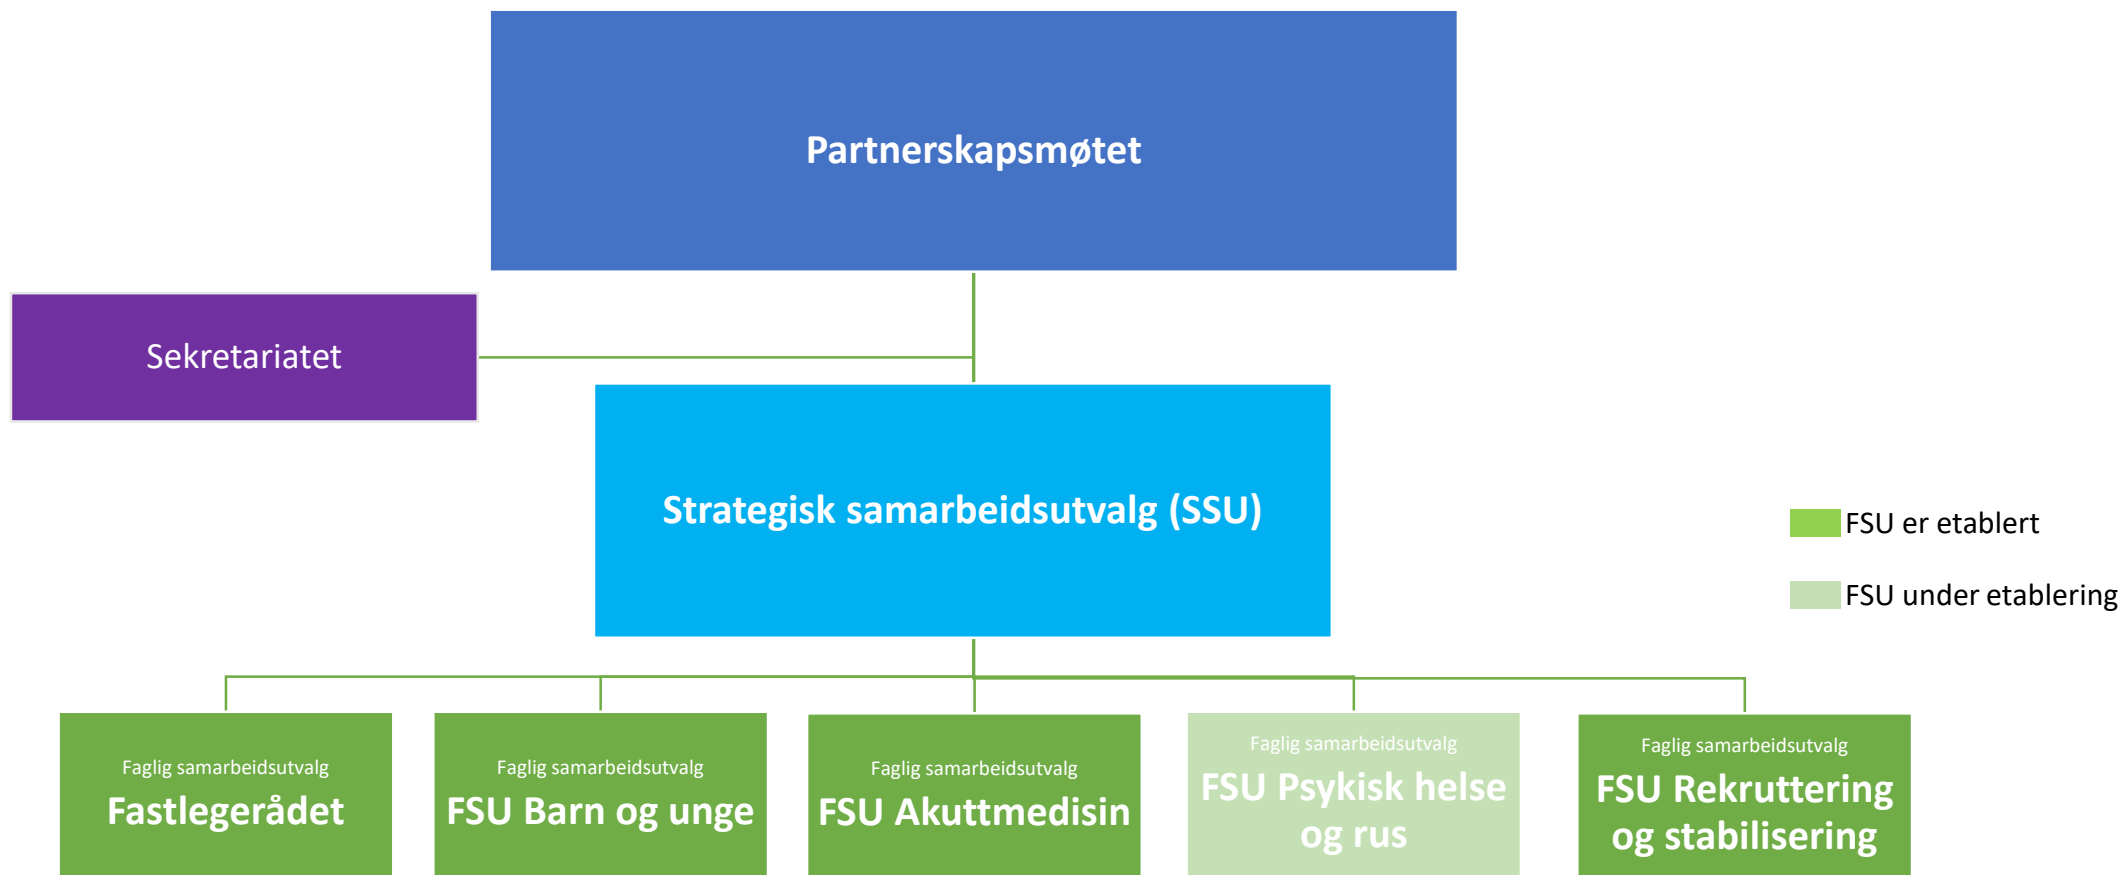 Partnerskapsmøtet
Sekretariatet
Strategisk samarbeidsutvalg (SSU)
FSU er etablert
FSU under etablering
Faglig samarbeidsutvalg
Fastlegerådet
Faglig samarbeidsutvalg
FSU Barn og unge
Faglig samarbeidsutvalg
FSU Akuttmedisin
Faglig samarbeidsutvalg
FSU Psykisk helse
og rus
Faglig samarbeidsutvalg
FSU Rekruttering
og stabilisering